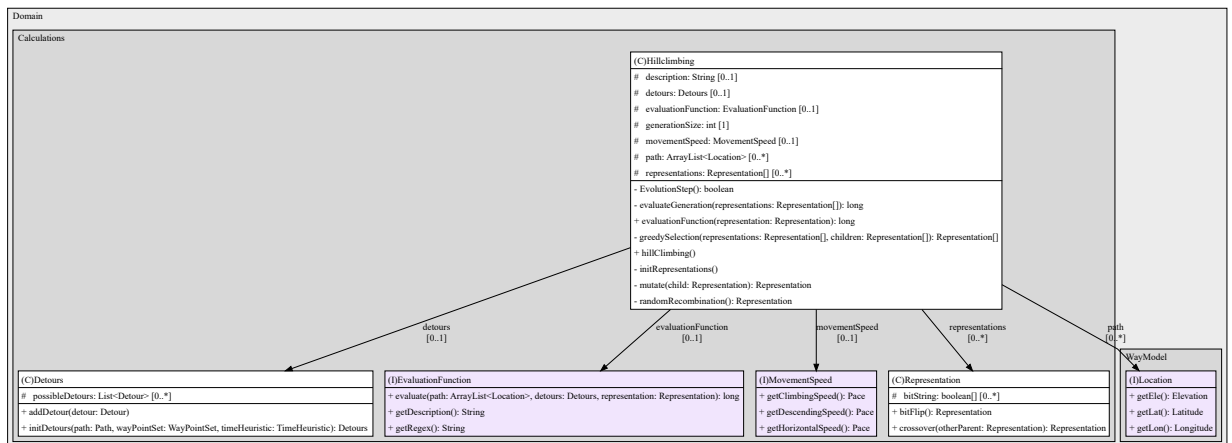 Domain
Calculations
(C)Hillclimbing
# description: String [0..1]
# detours: Detours [0..1]
# evaluationFunction: EvaluationFunction [0..1]
# generationSize: int [1]
# movementSpeed: MovementSpeed [0..1]
# path: ArrayList<Location> [0..*]
# representations: Representation[] [0..*]
- EvolutionStep(): boolean
- evaluateGeneration(representations: Representation[]): long
+ evaluationFunction(representation: Representation): long
- greedySelection(representations: Representation[], children: Representation[]): Representation[]
+ hillClimbing()
- initRepresentations()
- mutate(child: Representation): Representation
- randomRecombination(): Representation
detours
[0..1]
evaluationFunction
[0..1]
movementSpeed
[0..1]
representations
[0..*]
path
[0..*]
WayModel
(C)Detours
# possibleDetours: List<Detour> [0..*]
+ addDetour(detour: Detour)
+ initDetours(path: Path, wayPointSet: WayPointSet, timeHeuristic: TimeHeuristic): Detours
(I)EvaluationFunction
+ evaluate(path: ArrayList<Location>, detours: Detours, representation: Representation): long
+ getDescription(): String
+ getRegex(): String
(I)MovementSpeed
+ getClimbingSpeed(): Pace
+ getDescendingSpeed(): Pace
+ getHorizontalSpeed(): Pace
(C)Representation
# bitString: boolean[] [0..*]
+ bitFlip(): Representation
+ crossover(otherParent: Representation): Representation
(I)Location
+ getEle(): Elevation
+ getLat(): Latitude
+ getLon(): Longitude